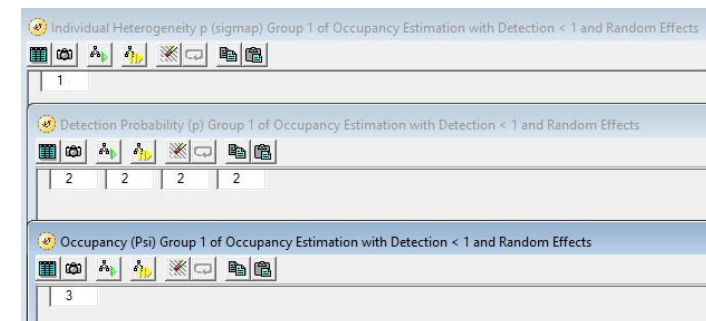 Individual Heterogeneity p (sigmap) Group 1 of Occupancy Estimation with Detection < 1 and Random Effects
1
Detection Probability (p) Group 1 of Occupancy Estimation with Detection < 1 and Random Effects
2 2 2 2
Occupancy (Psi) Group 1 of Occupancy Estimation with Detection < 1 and Random Effects
3